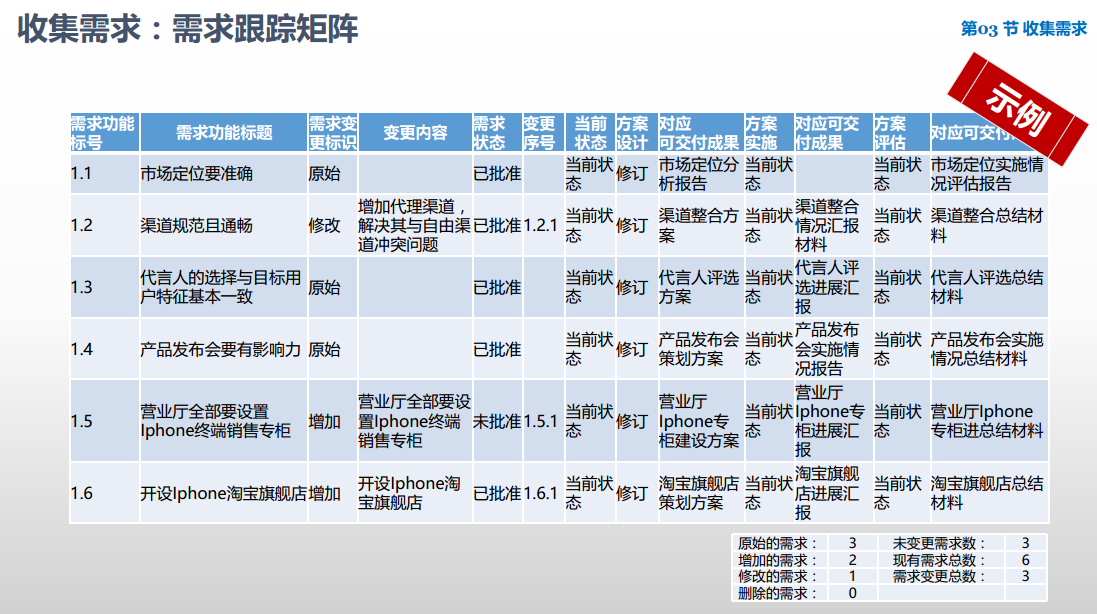 收集需求：需求跟踪矩阵
第03 节 收集需求
示例
需求功能
标号
需求功能标题
需求变
更标识
变更内容
需求
状态
变更
序号
当前
状态
方案
设计
对应
可交付成果
方案
实施
对应可交
付成果
方案
评估
对应可交付
1.1
市场定位要准确
原始
已批准
当前状
态
修订
市场定位分
析报告
当前状
态
当前状
态
市场定位实施情
况评估报告
1.2
渠道规范且通畅
修改
增加代理渠道，
解决其与自由渠
道冲突问题
已批准
1.2.1
当前状
态
修订
渠道整合方
案
当前状
态
渠道整合
情况汇报
材料
当前状
态
渠道整合总结材
料
1.3
代言人的选择与目标用
户特征基本一致
原始
已批准
当前状
态
修订
代言人评选
方案
当前状
态
代言人评
选进展汇
报
当前状
态
代言人评选总结
材料
1.4
产品发布会要有影响力
原始
已批准
当前状
态
修订
产品发布会
策划方案
当前状
态
产品发布
会实施情
况报告
当前状
态
产品发布会实施
情况总结材料
1.5
营业厅全部要设置
Iphone终端销售专柜
增加
营业厅全部要设
置Iphone终端
销售专柜
未批准
1.5.1
当前状
态
修订
营业厅
Iphone专
柜建设方案
当前状
态
营业厅
Iphone专
柜进展汇
报
当前状
态
营业厅Iphone
专柜进总结材料
1.6
开设Iphone淘宝旗舰店
增加
开设Iphone淘
宝旗舰店
已批准
1.6.1
当前状
态
修订
淘宝旗舰店
策划方案
当前状
态
淘宝旗舰
店进展汇
报
当前状
态
淘宝旗舰店总结
材料
原始的需求： 3 未变更需求数： 3
增加的需求： 2 现有需求总数： 6
修改的需求： 1 需求变更总数： 3
删除的需求： 0